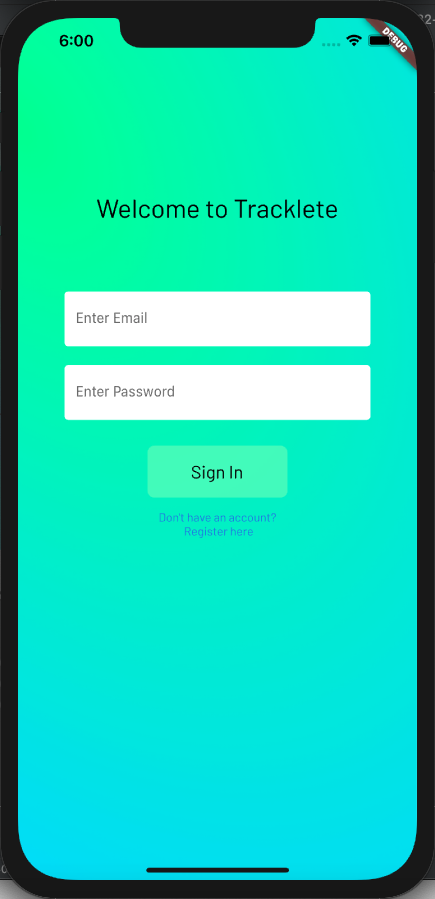 6:00
DEBUG
Welcome to Tracklete
Enter Email
Enter Password
Sign In
Don't have an account?
Register here